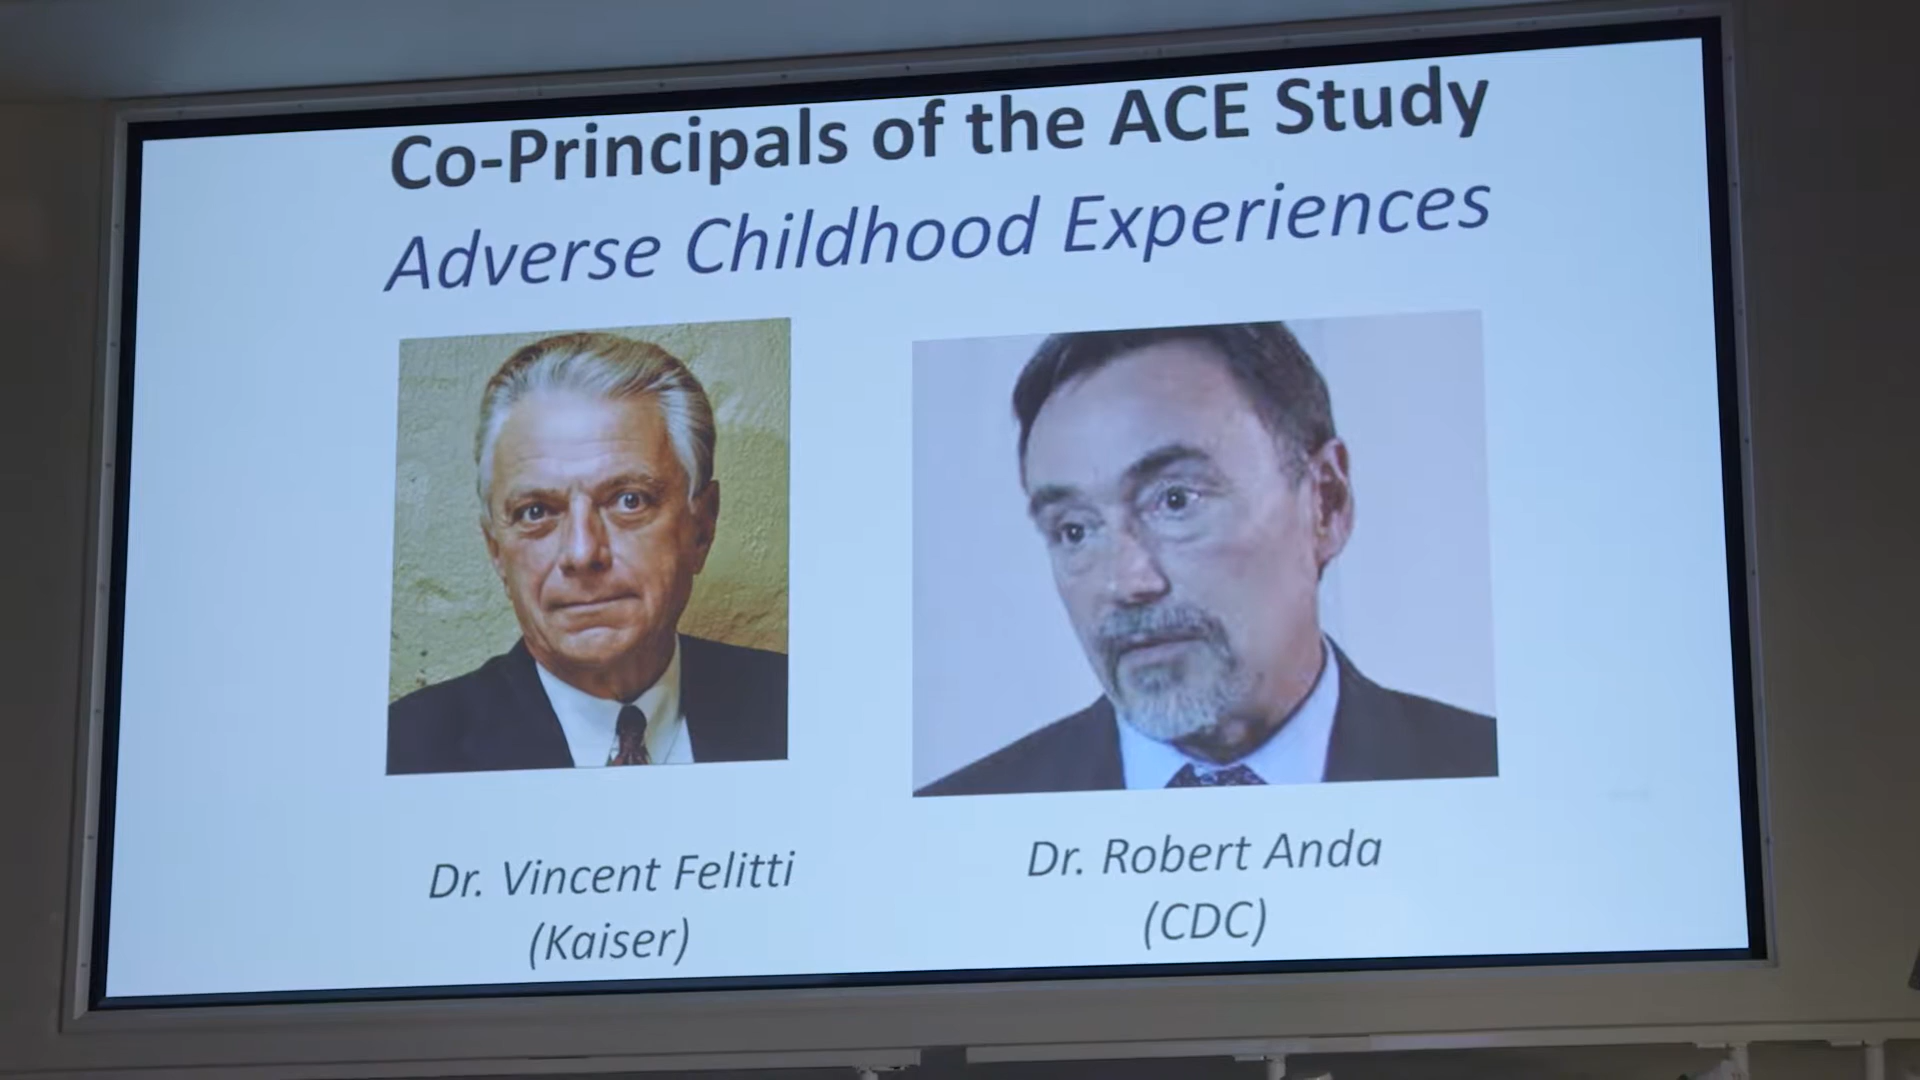 Co-Principals of the ACE Study
Adverse Childhood Experiences
Dr. Vincent Felitti
(Kaiser)
Dr. Robert Anda
(CDC)